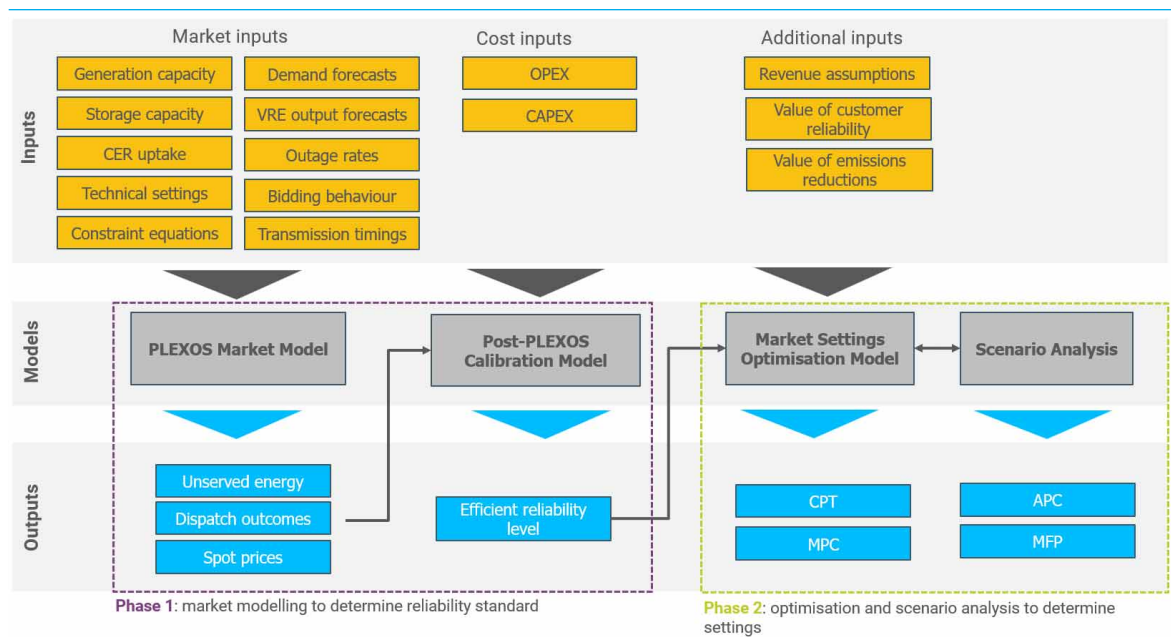 Market inputs
Cost inputs
Additional inputs
Inputs
Generation capacity
Demand forecasts
Storage capacity
VRE output forecasts
CER uptake
Outage rates
Technical settings
Bidding behaviour
Constraint equations
Transmission timings
OPEX
CAPEX
Revenue assumptions
Value of customer
reliability
Value of emissions
reductions
Models
PLEXOS Market Model
Post-PLEXOS
Calibration Model
Market Settings
Optimisation Model
Scenario Analysis
Outputs
Unserved energy
Dispatch outcomes
Spot prices
Efficient reliability
level
CPT
MPC
APC
MFP
Phase 1: market modelling to determine reliability standard
Phase 2: optimisation and scenario analysis to determine
settings